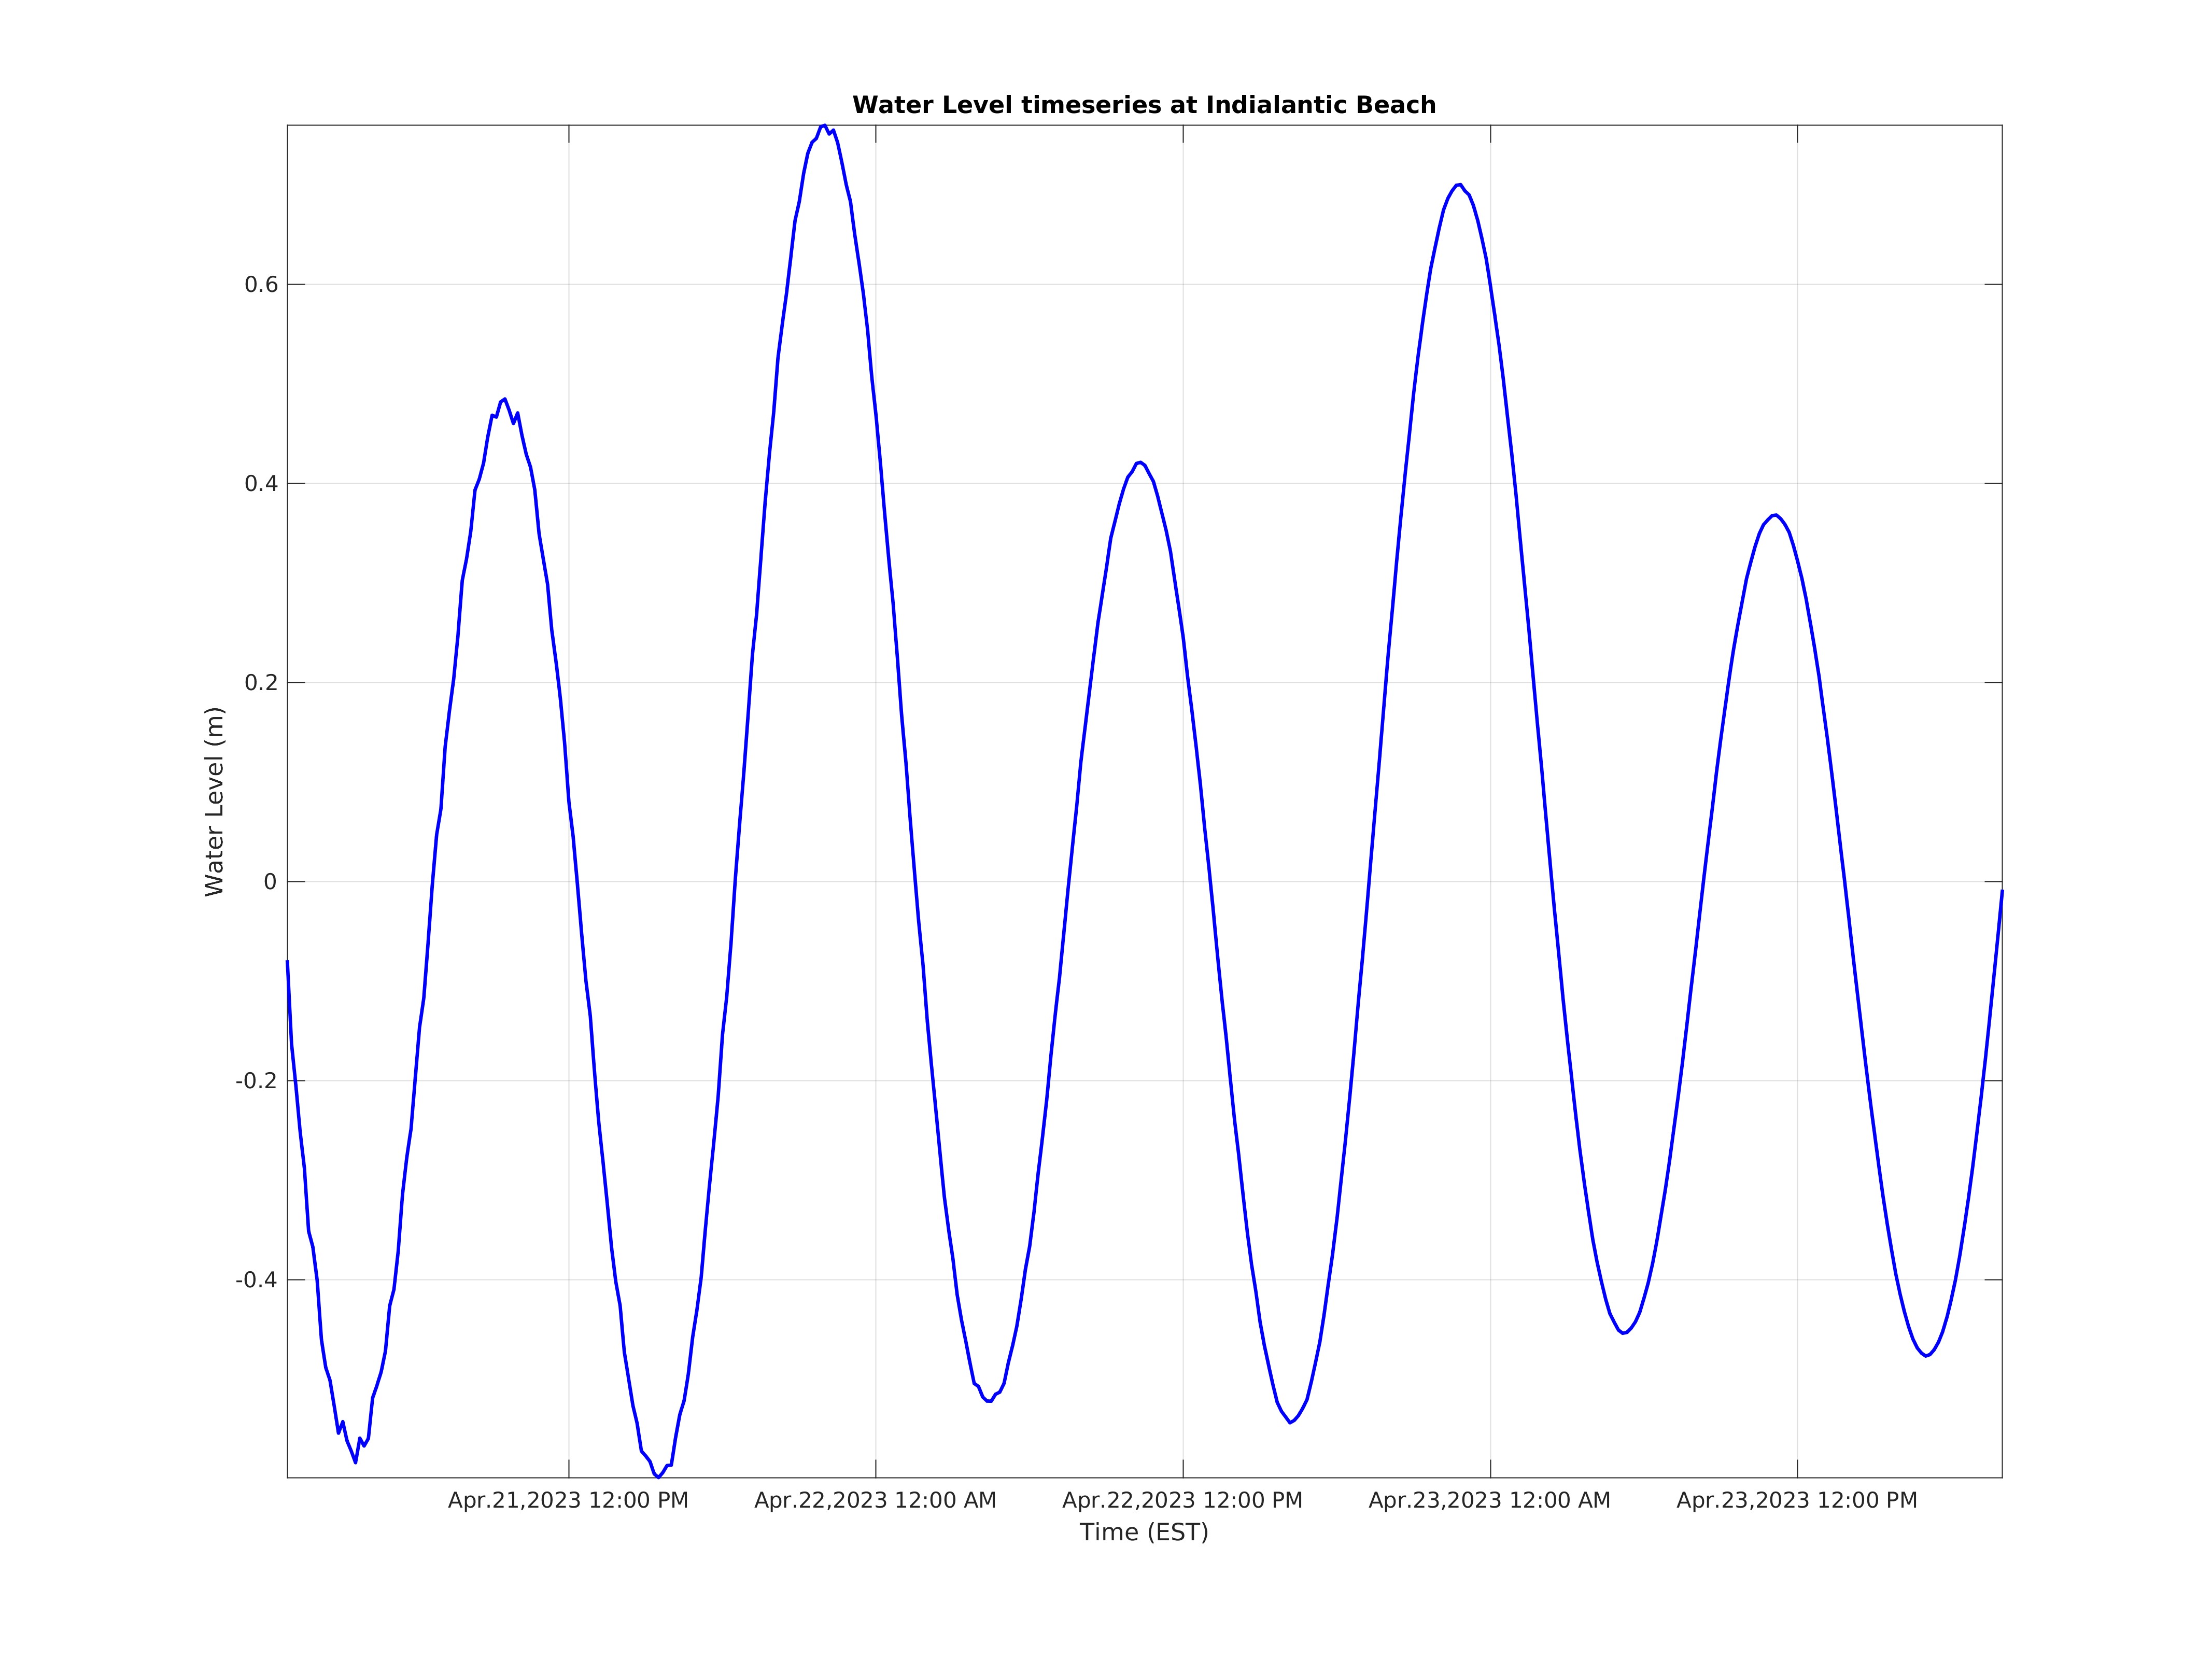 Water Level timeseries at Indialantic Beach
0.6
0.4
0.2
0
-0.2
-0.4
Water Level (m)
Apr.21,2023 12:00 PM
Apr.22,2023 12:00 AM
Apr.22,2023 12:00 PM
Apr.23,2023 12:00 AM
Apr.23,2023 12:00 PM
Time (EST)